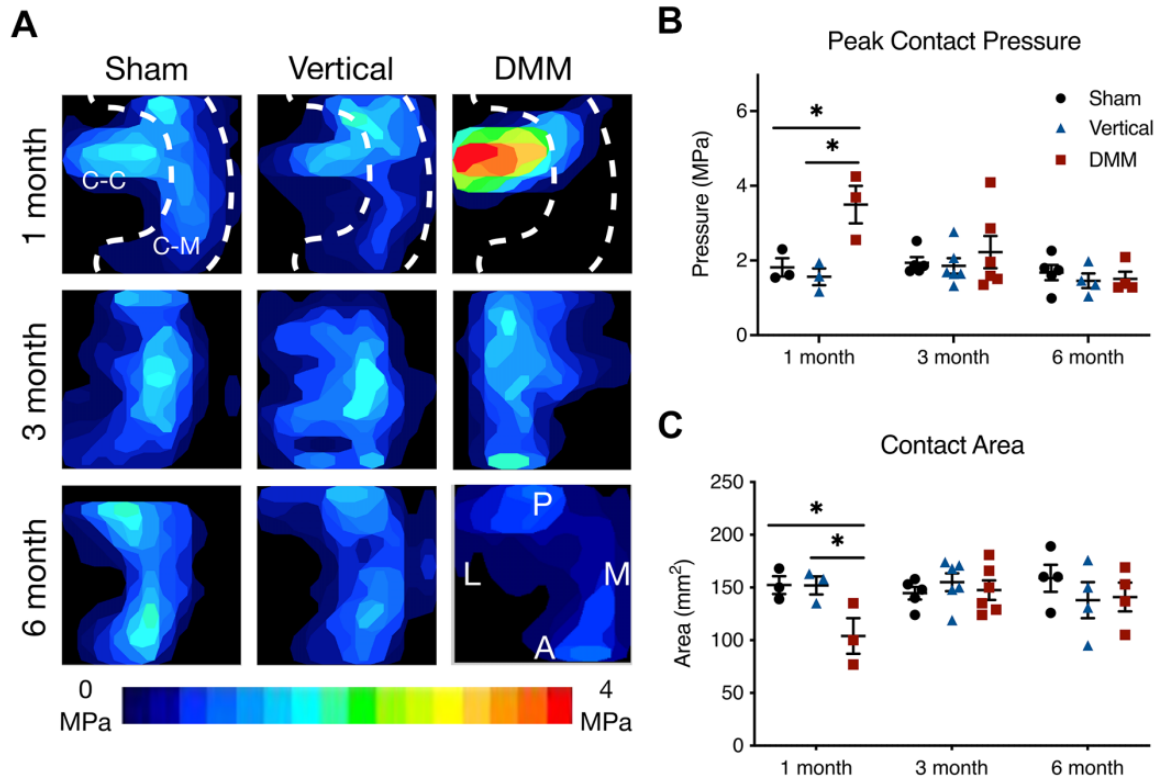 A
Sham Vertical DMM
1 month
C-C
C-M
3 month
6 month
P
L M
A
0 MPa
4 MPa
B
Peak Contact Pressure
Pressure (MPa)
6
4
2
0
* *
Sham
Vertical
DMM
1 month 3 month 6 month
C
Contact Area
Area (mm²)
250
200
150
100
50
0
* *
1 month 3 month 6 month